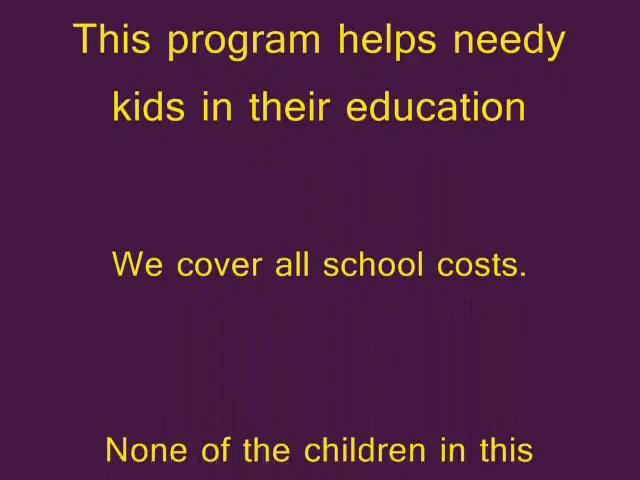 This program helps needy
kids in their education
We cover all school costs.
None of the children in this